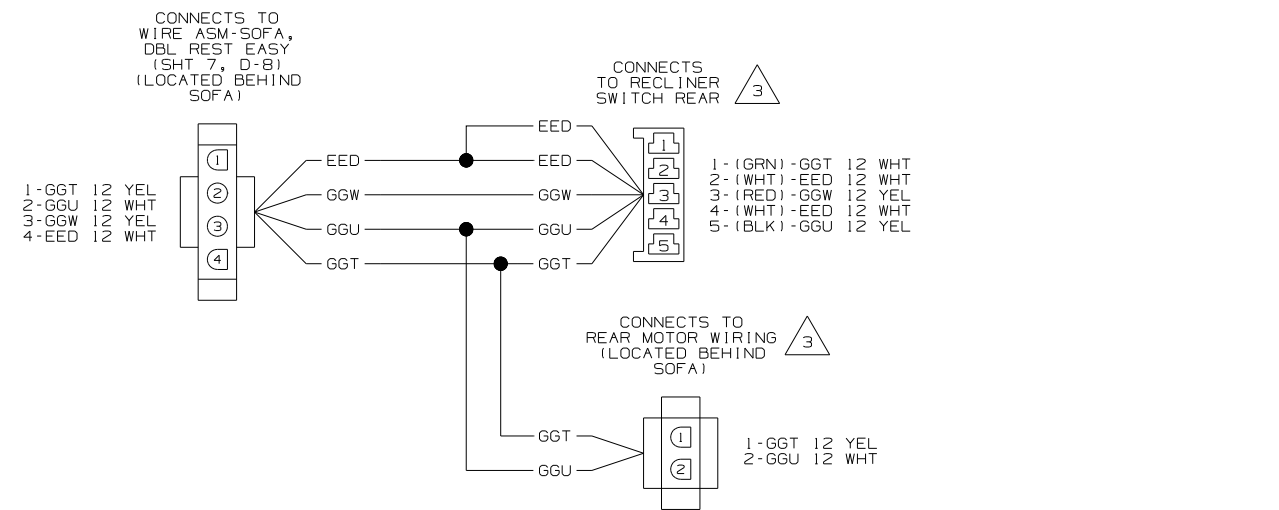 CONNECTS TO
WIRE ASM-SOFA,
DBL REST EASY
(SHT 7, D-8)
(LOCATED BEHIND
SOFA)
CONNECTS
TO RECLINER
SWITCH REAR
3
1-GGT 12 YEL
2-GGU 12 WHT
3-GGW 12 YEL
4-EED 12 WHT
1
2
3
4
EED
GGW
GGU
GGT
EED
EED
GGW
GGU
GGT
1
2
3
4
5
1-(GRN)-GGT 12 WHT
2-(WHT)-EED 12 WHT
3-(RED)-GGW 12 YEL
4-(WHT)-EED 12 WHT
5-(BLK)-GGU 12 YEL
CONNECTS TO
REAR MOTOR WIRING
(LOCATED BEHIND
SOFA)
3
GGT
GGU
1
2
1-GGT 12 YEL
2-GGU 12 WHT